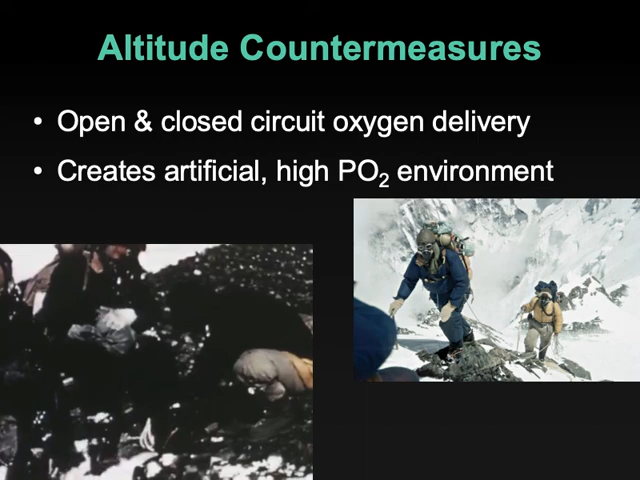 Altitude Countermeasures
• Open & closed circuit oxygen delivery
• Creates artificial, high PO₂ environment